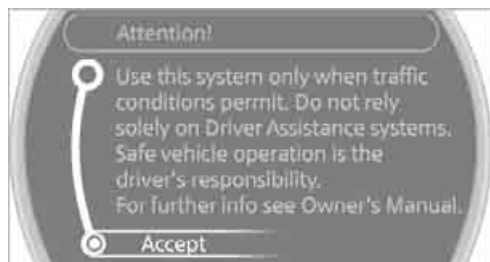 Attention!
Use this system only when traffic
conditions permit. Do not rely
solely on Driver Assistance systems.
Safe vehicle operation is the
driver's responsibility.
For further info see Owner's Manual.
Accept